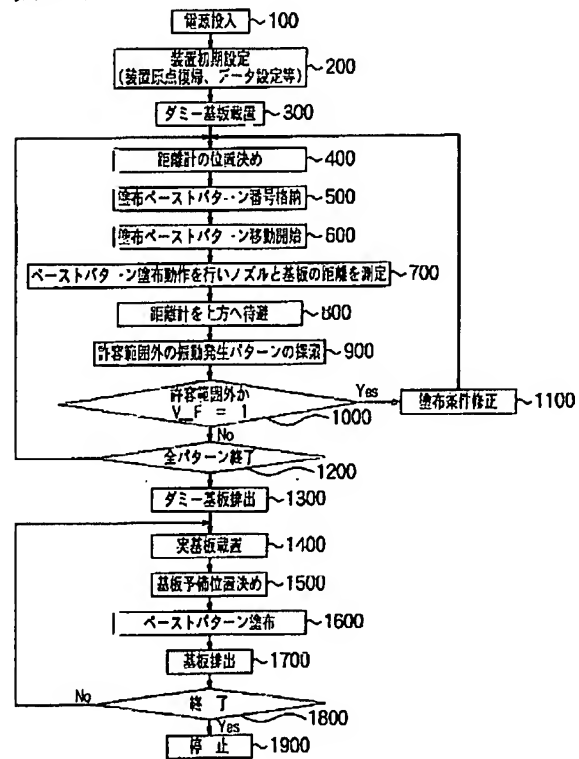 電源投入 ~100
装置初期設定
(装置原点復帰、データ設定等) ~200
ダミー基板載置 ~300
距離計の位置決め ~400
塗布ペーストパターン番号格納 ~500
塗布ペーストパターン移動開始 ~600
ペーストパターン塗布動作を行いノズルと基板の距離を測定 ~700
距離計を上方へ待避 ~800
許容範囲外の振動発生パターンの探索 ~900
許容範囲外か
V_F = 1
1000
Yes
塗布条件修正 ~1100
No
全パターン終了
1200
ダミー基板排出 ~1300
実基板載置 ~1400
基板予備位置決め ~1500
ペーストパターン塗布 ~1600
基板排出 ~1700
No
終了
1800
Yes
停止 ~1900